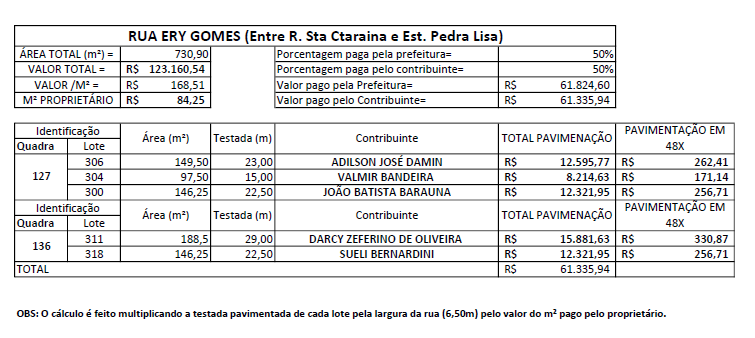 RUA ERY GOMES (Entre R. Sta Ctaraina e Est. Pedra Lisa)
ÁREA TOTAL (m²) = 730,90 Porcentagem paga pela prefeitura= 50%
VALOR TOTAL = R$ 123.160,54 Porcentagem paga pelo contribuinte= 50%
VALOR /M² = R$ 168,51 Valor pago pela Prefeitura= R$ 61.824,60
M² PROPRIETÁRIO R$ 84,25 Valor pago pelo Contribuinte= R$ 61.335,94
Identificação Área (m²) Testada (m) Contribuinte TOTAL PAVIMENAÇÃO PAVIMENTAÇÃO EM 48X
Quadra Lote
127 306 149,50 23,00 ADILSON JOSÉ DAMIN R$ 12.595,77 R$ 262,41
304 97,50 15,00 VALMIR BANDEIRA R$ 8.214,63 R$ 171,14
300 146,25 22,50 JOÃO BATISTA BARAUNA R$ 12.321,95 R$ 256,71
Identificação Área (m²) Testada (m) Contribuinte TOTAL PAVIMENAÇÃO PAVIMENTAÇÃO EM 48X
Quadra Lote
136 311 188,5 29,00 DARCY ZEFERINO DE OLIVEIRA R$ 15.881,63 R$ 330,87
318 146,25 22,50 SUELI BERNARDINI R$ 12.321,95 R$ 256,71
TOTAL R$ 61.335,94
OBS: O cálculo é feito multiplicando a testada pavimentada de cada lote pela largura da rua (6,50m) pelo valor do m² pago pelo proprietário.